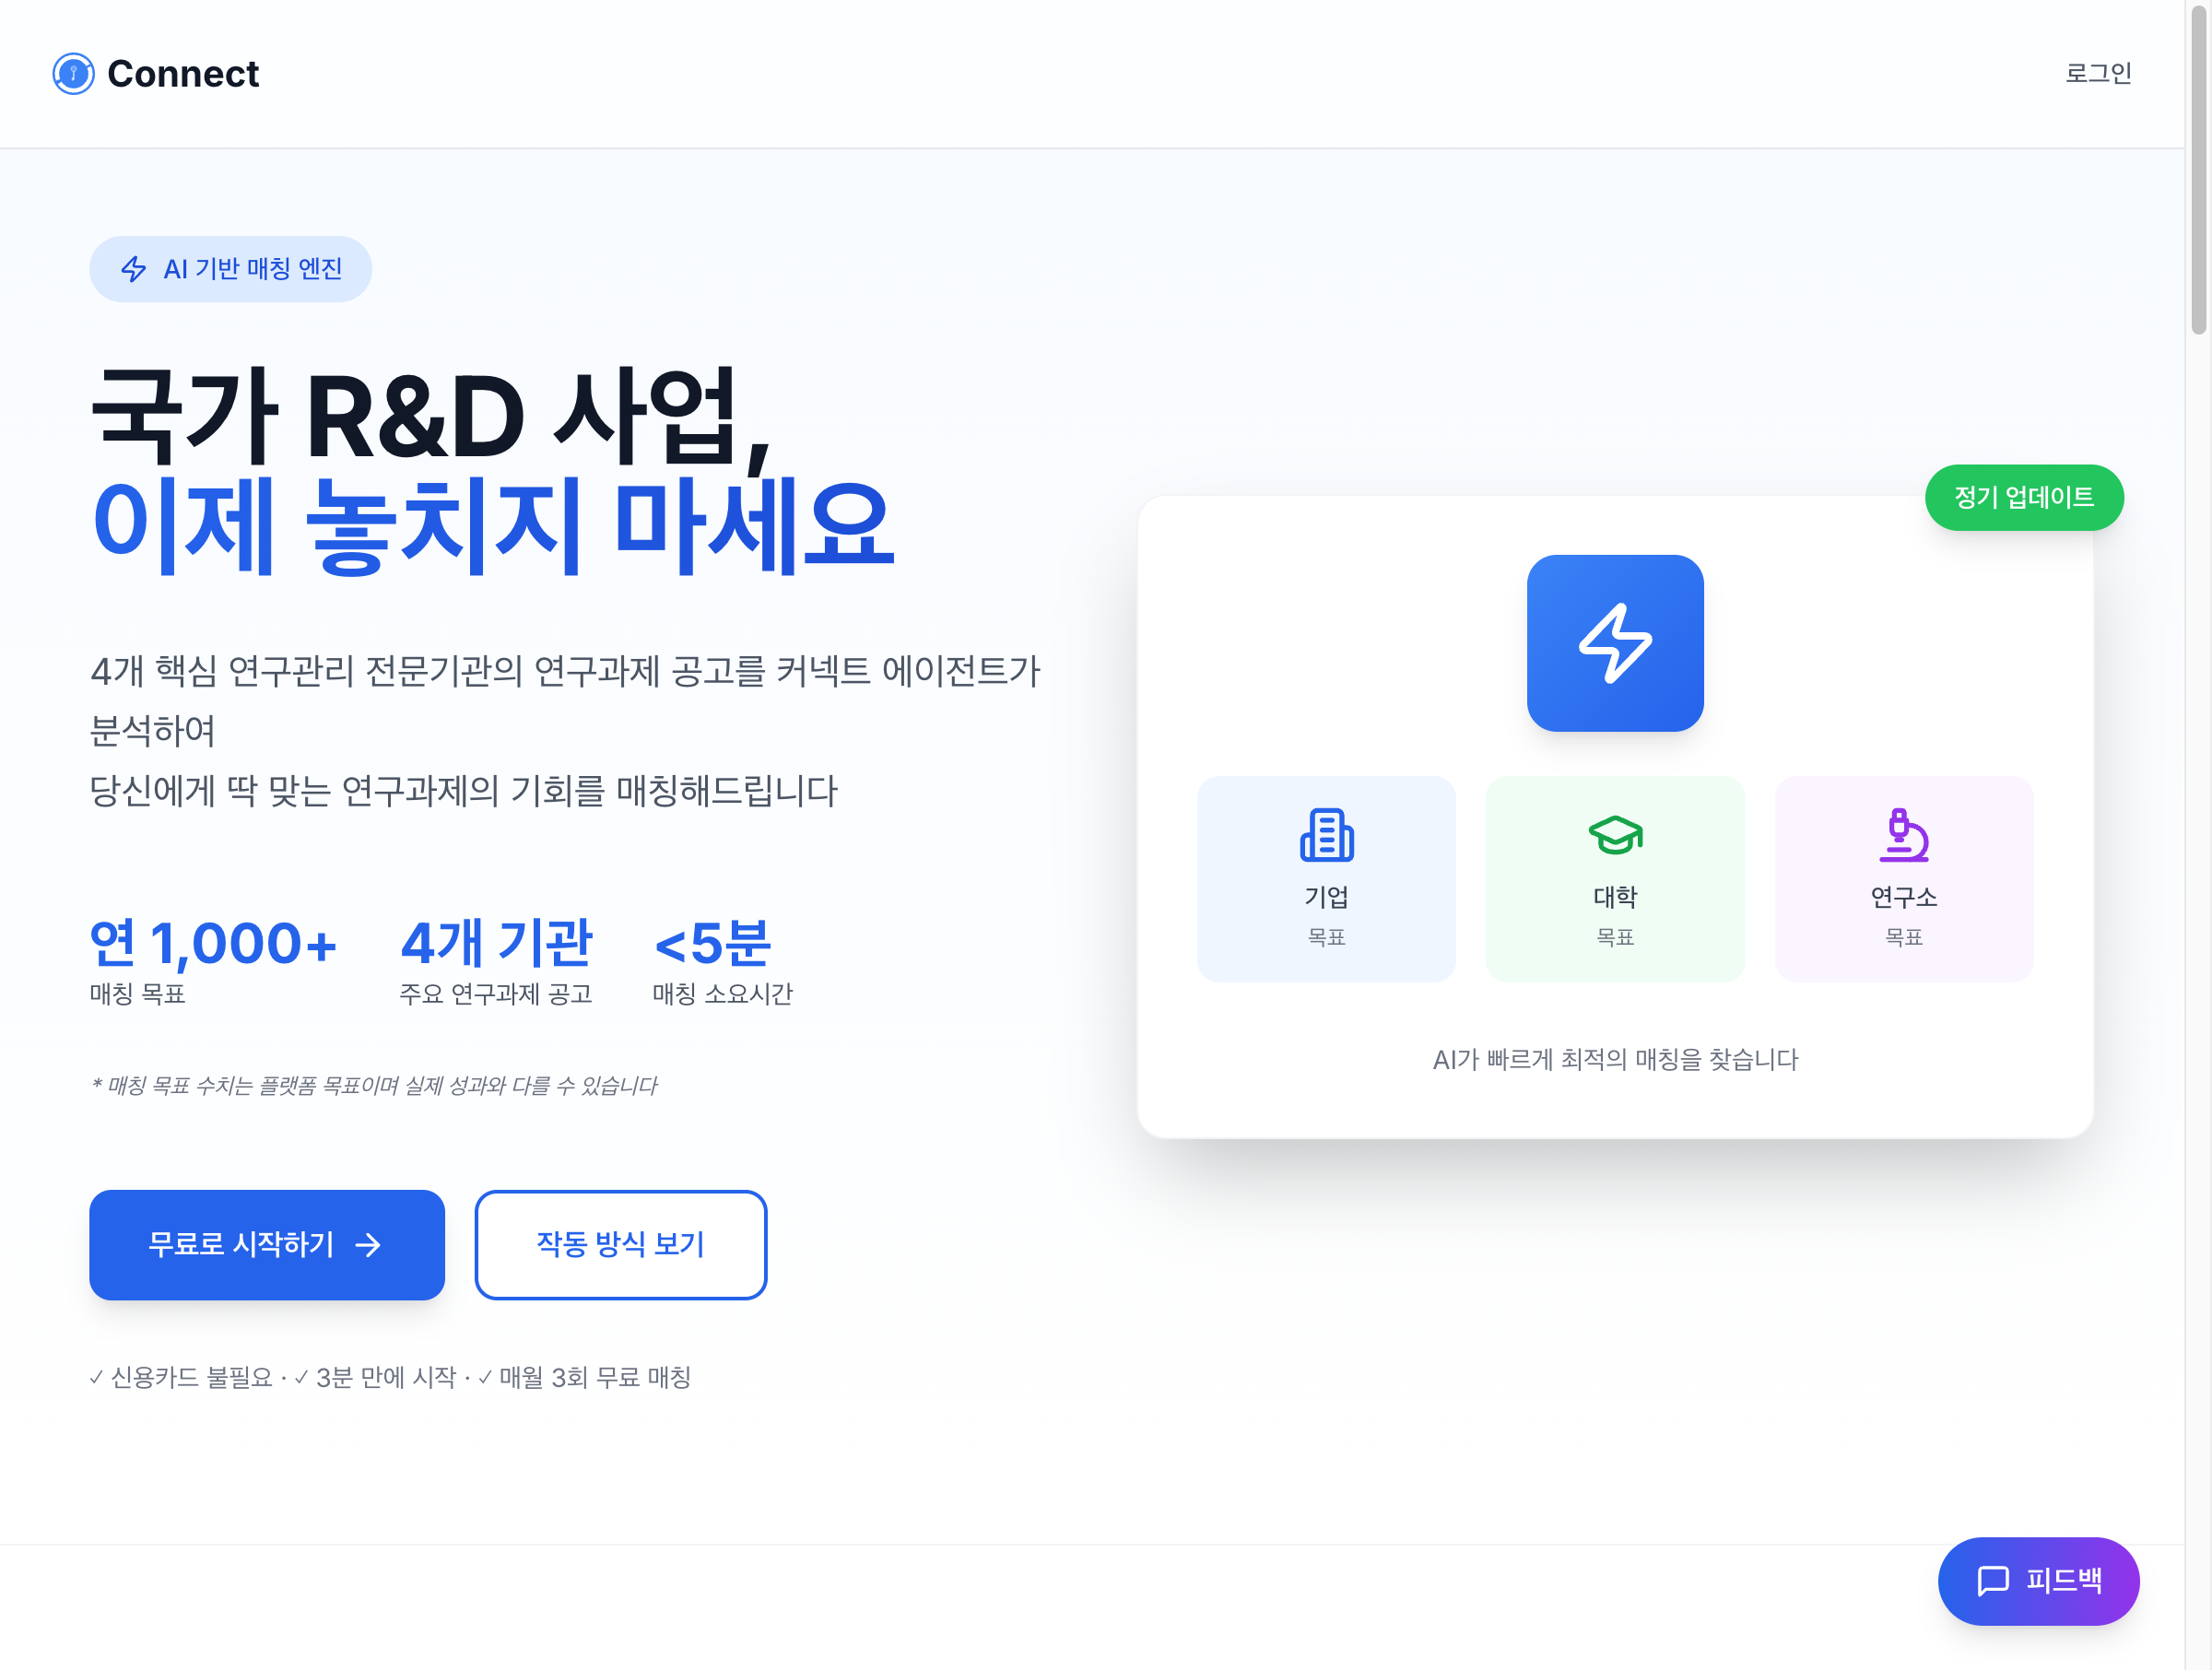 Connect
로그인
AI 기반 매칭 엔진
국가 R&D 사업,
이제 놓치지 마세요
4개 핵심 연구관리 전문기관의 연구과제 공고를 커넥트 에이전트가
분석하여
당신에게 딱 맞는 연구과제의 기회를 매칭해드립니다
연 1,000+
매칭 목표
4개 기관
주요 연구과제 공고
<5분
매칭 소요시간
* 매칭 목표 수치는 플랫폼 목표이며 실제 성과와 다를 수 있습니다
무료로 시작하기 →
작동 방식 보기
✓ 신용카드 불필요 · ✓ 3분 만에 시작 · ✓ 매월 3회 무료 매칭
정기 업데이트
기업
목표
대학
목표
연구소
목표
AI가 빠르게 최적의 매칭을 찾습니다
피드백